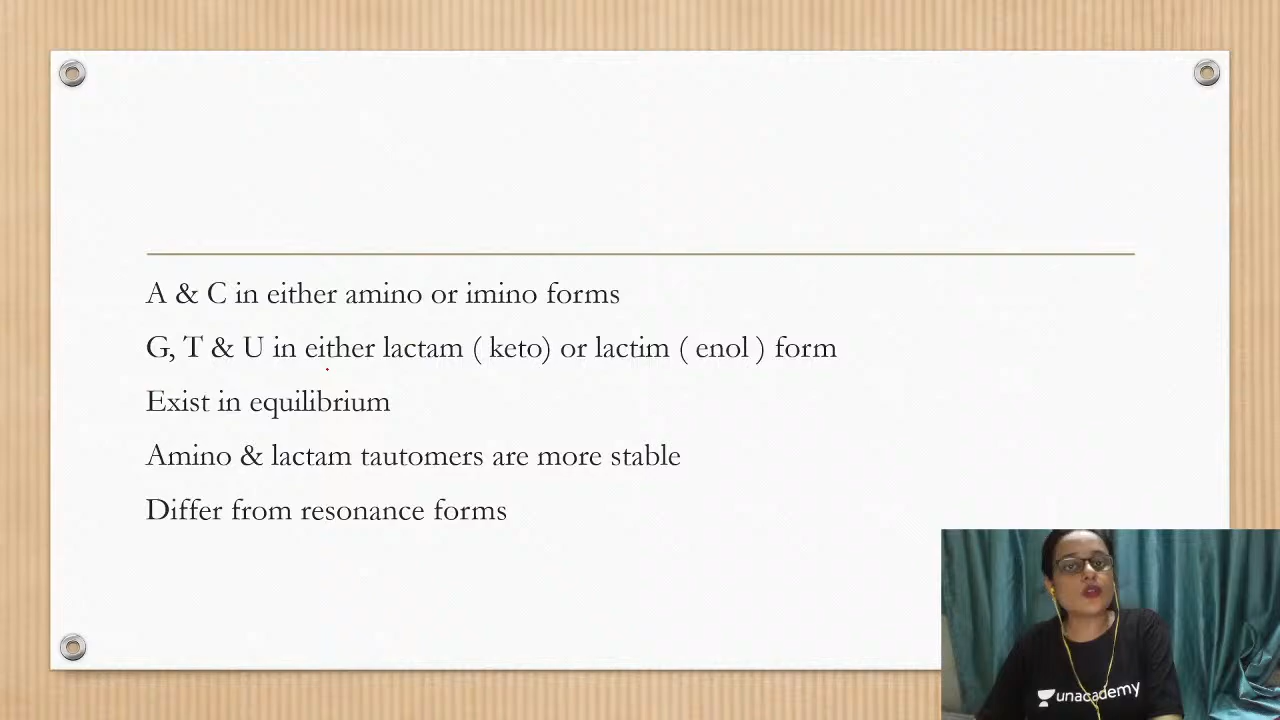 A & C in either amino or imino forms
G, T & U in either lactam ( keto) or lactim ( enol ) form
Exist in equilibrium
Amino & lactam tautomers are more stable
Differ from resonance forms
unacademy